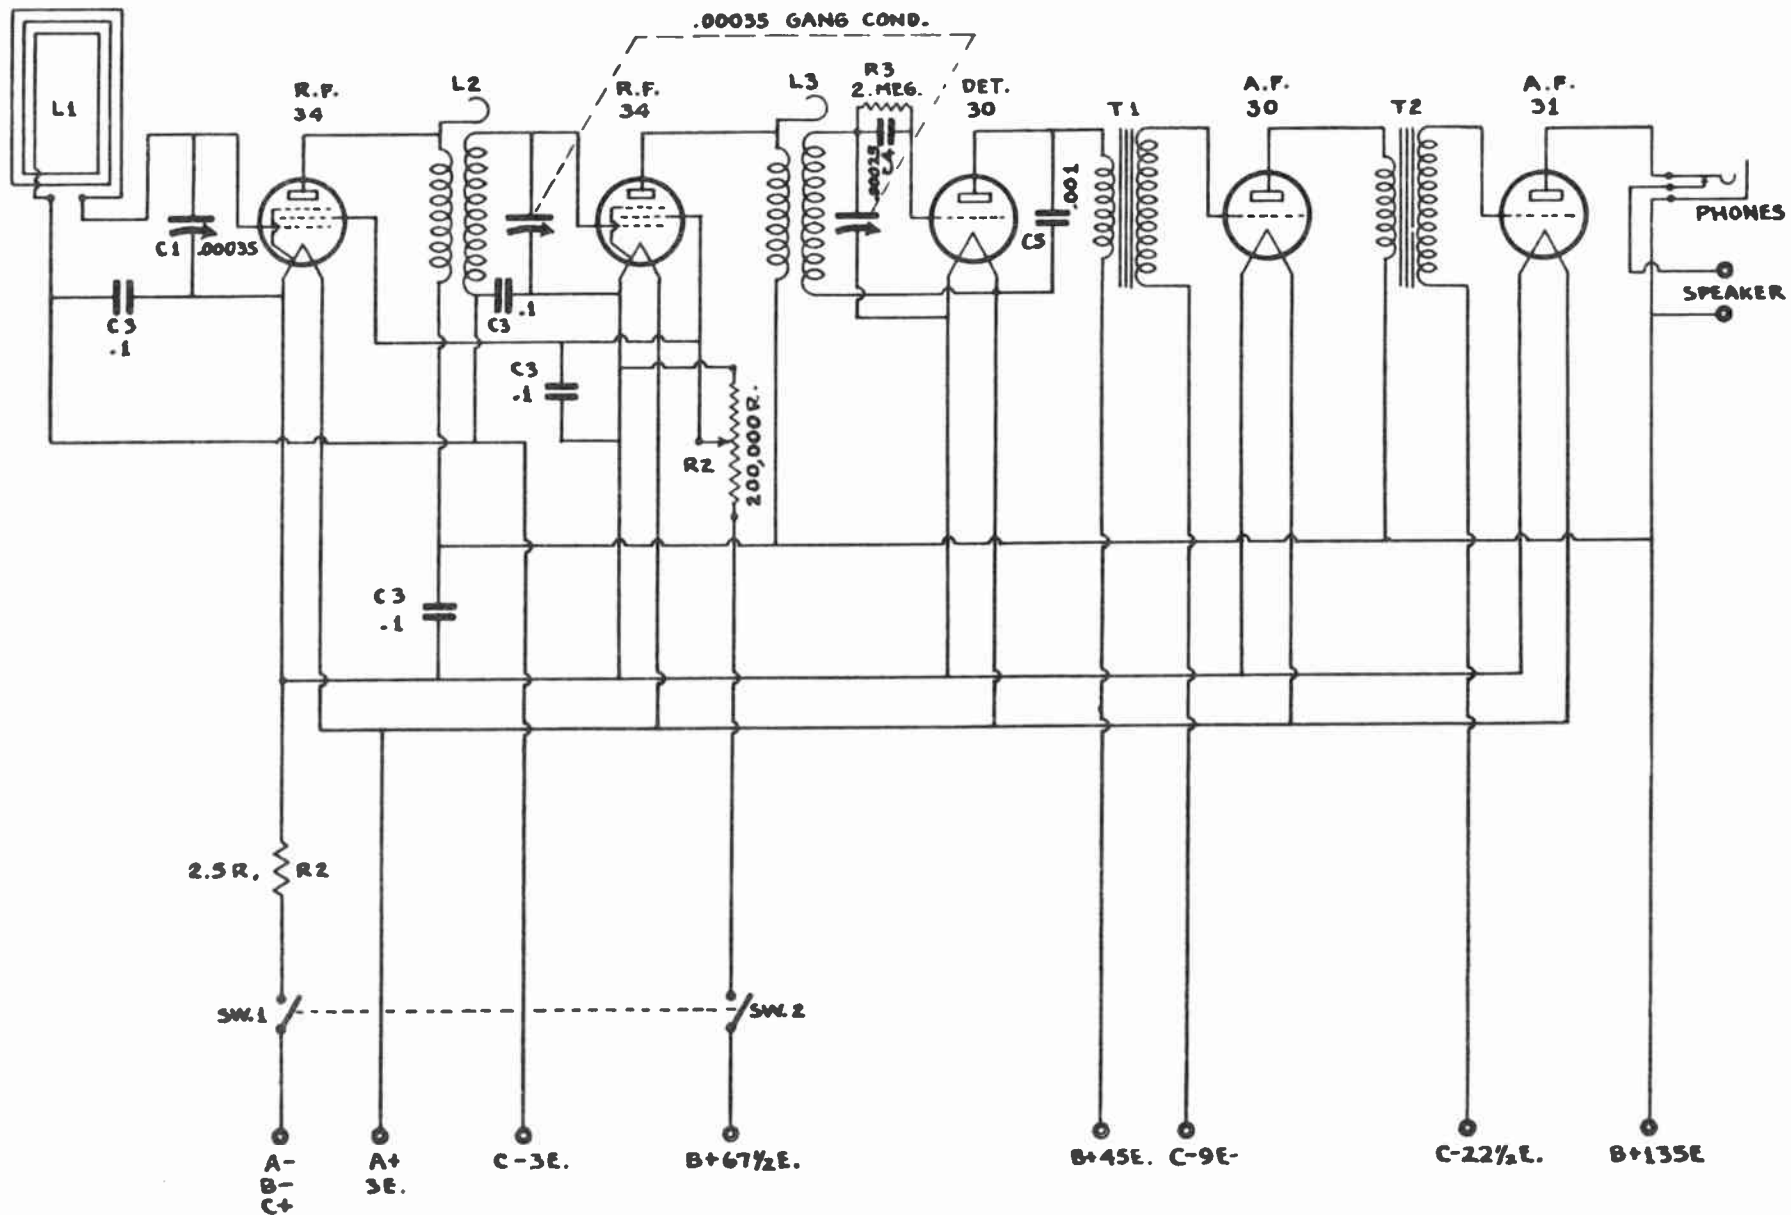 .00035 GANG COND.
L1
R.F.
34
L2
R.F.
34
L3
R3
2. MEG.
DET.
30
T1
A.F.
30
T2
A.F.
31
C1 .00035
.00025
C4
C5
.001
PHONES
SPEAKER
C3
.1
C3 .1
C3
.1
R2
200,000R.
C3
.1
2.5R. R2
SW.1
SW.2
A-
B-
C+
A+
3E.
C-3E.
B+67½E.
B+45E.
C-9E-
C-22½E.
B+135E